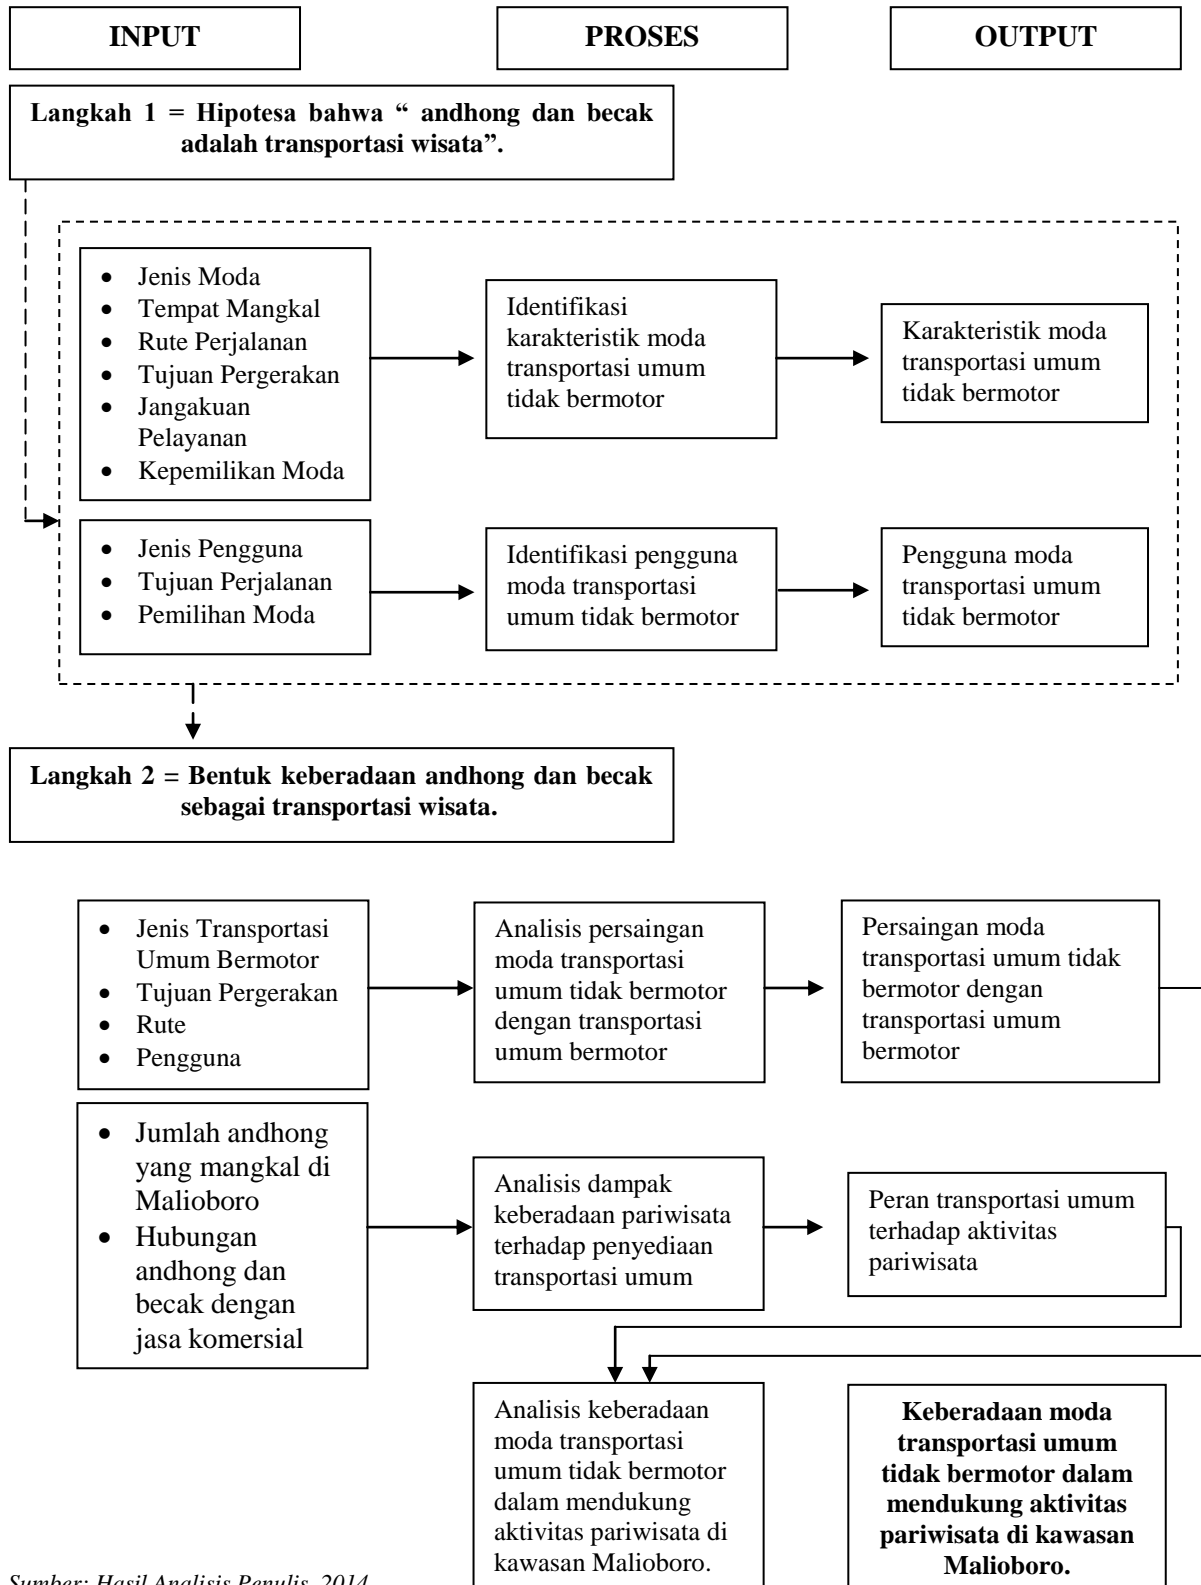 INPUT
PROSES
OUTPUT
Langkah 1 = Hipotesa bahwa “ andhong dan becak
adalah transportasi wisata”.
• Jenis Moda
• Tempat Mangkal
• Rute Perjalanan
• Tujuan Pergerakan
• Jangakuan
Pelayanan
• Kepemilikan Moda
Identifikasi
karakteristik moda
transportasi umum
tidak bermotor
Karakteristik moda
transportasi umum
tidak bermotor
• Jenis Pengguna
• Tujuan Perjalanan
• Pemilihan Moda
Identifikasi pengguna
moda transportasi
umum tidak bermotor
Pengguna moda
transportasi umum
tidak bermotor
Langkah 2 = Bentuk keberadaan andhong dan becak
sebagai transportasi wisata.
• Jenis Transportasi
Umum Bermotor
• Tujuan Pergerakan
• Rute
• Pengguna
Analisis persaingan
moda transportasi
umum tidak bermotor
dengan transportasi
umum bermotor
Persaingan moda
transportasi umum tidak
bermotor dengan
transportasi umum
bermotor
• Jumlah andhong
yang mangkal di
Malioboro
• Hubungan
andhong dan
becak dengan
jasa komersial
Analisis dampak
keberadaan pariwisata
terhadap penyediaan
transportasi umum
Peran transportasi umum
terhadap aktivitas
pariwisata
Analisis keberadaan
moda transportasi
umum tidak bermotor
dalam mendukung
aktivitas pariwisata di
kawasan Malioboro.
Keberadaan moda
transportasi umum
tidak bermotor dalam
mendukung aktivitas
pariwisata di kawasan
Malioboro.
Sumber: Hasil Analisis Penulis, 2014